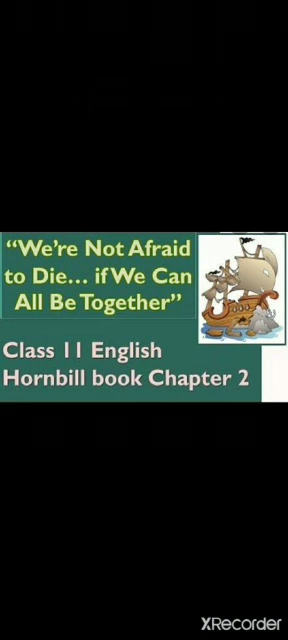 “We’re Not Afraid
to Die... if We Can
All Be Together”
Class 11 English
Hornbill book Chapter 2
XRecorder